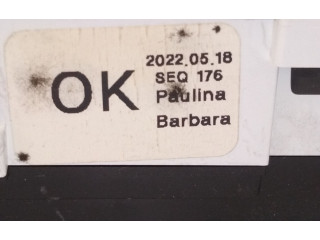 OK
2022.05.18
SEQ 176
Paulina
Barbara